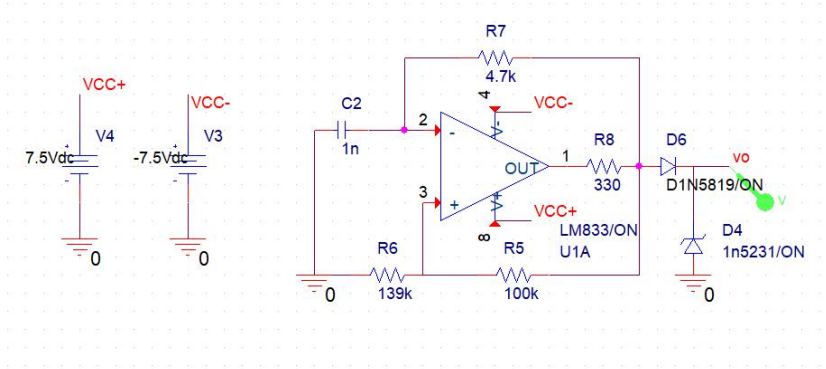 R7
4.7k
VCC+
VCC-
C2
1n
V4
7.5Vdc
V3
-7.5Vdc
0
0
2
-
4
V-
VCC-
OUT
1
R8
330
D6
D1N5819/ON
vo
V
3
+
V+
8
VCC+
LM833/ON
U1A
D4
1n5231/ON
R6
139k
R5
100k
0
0